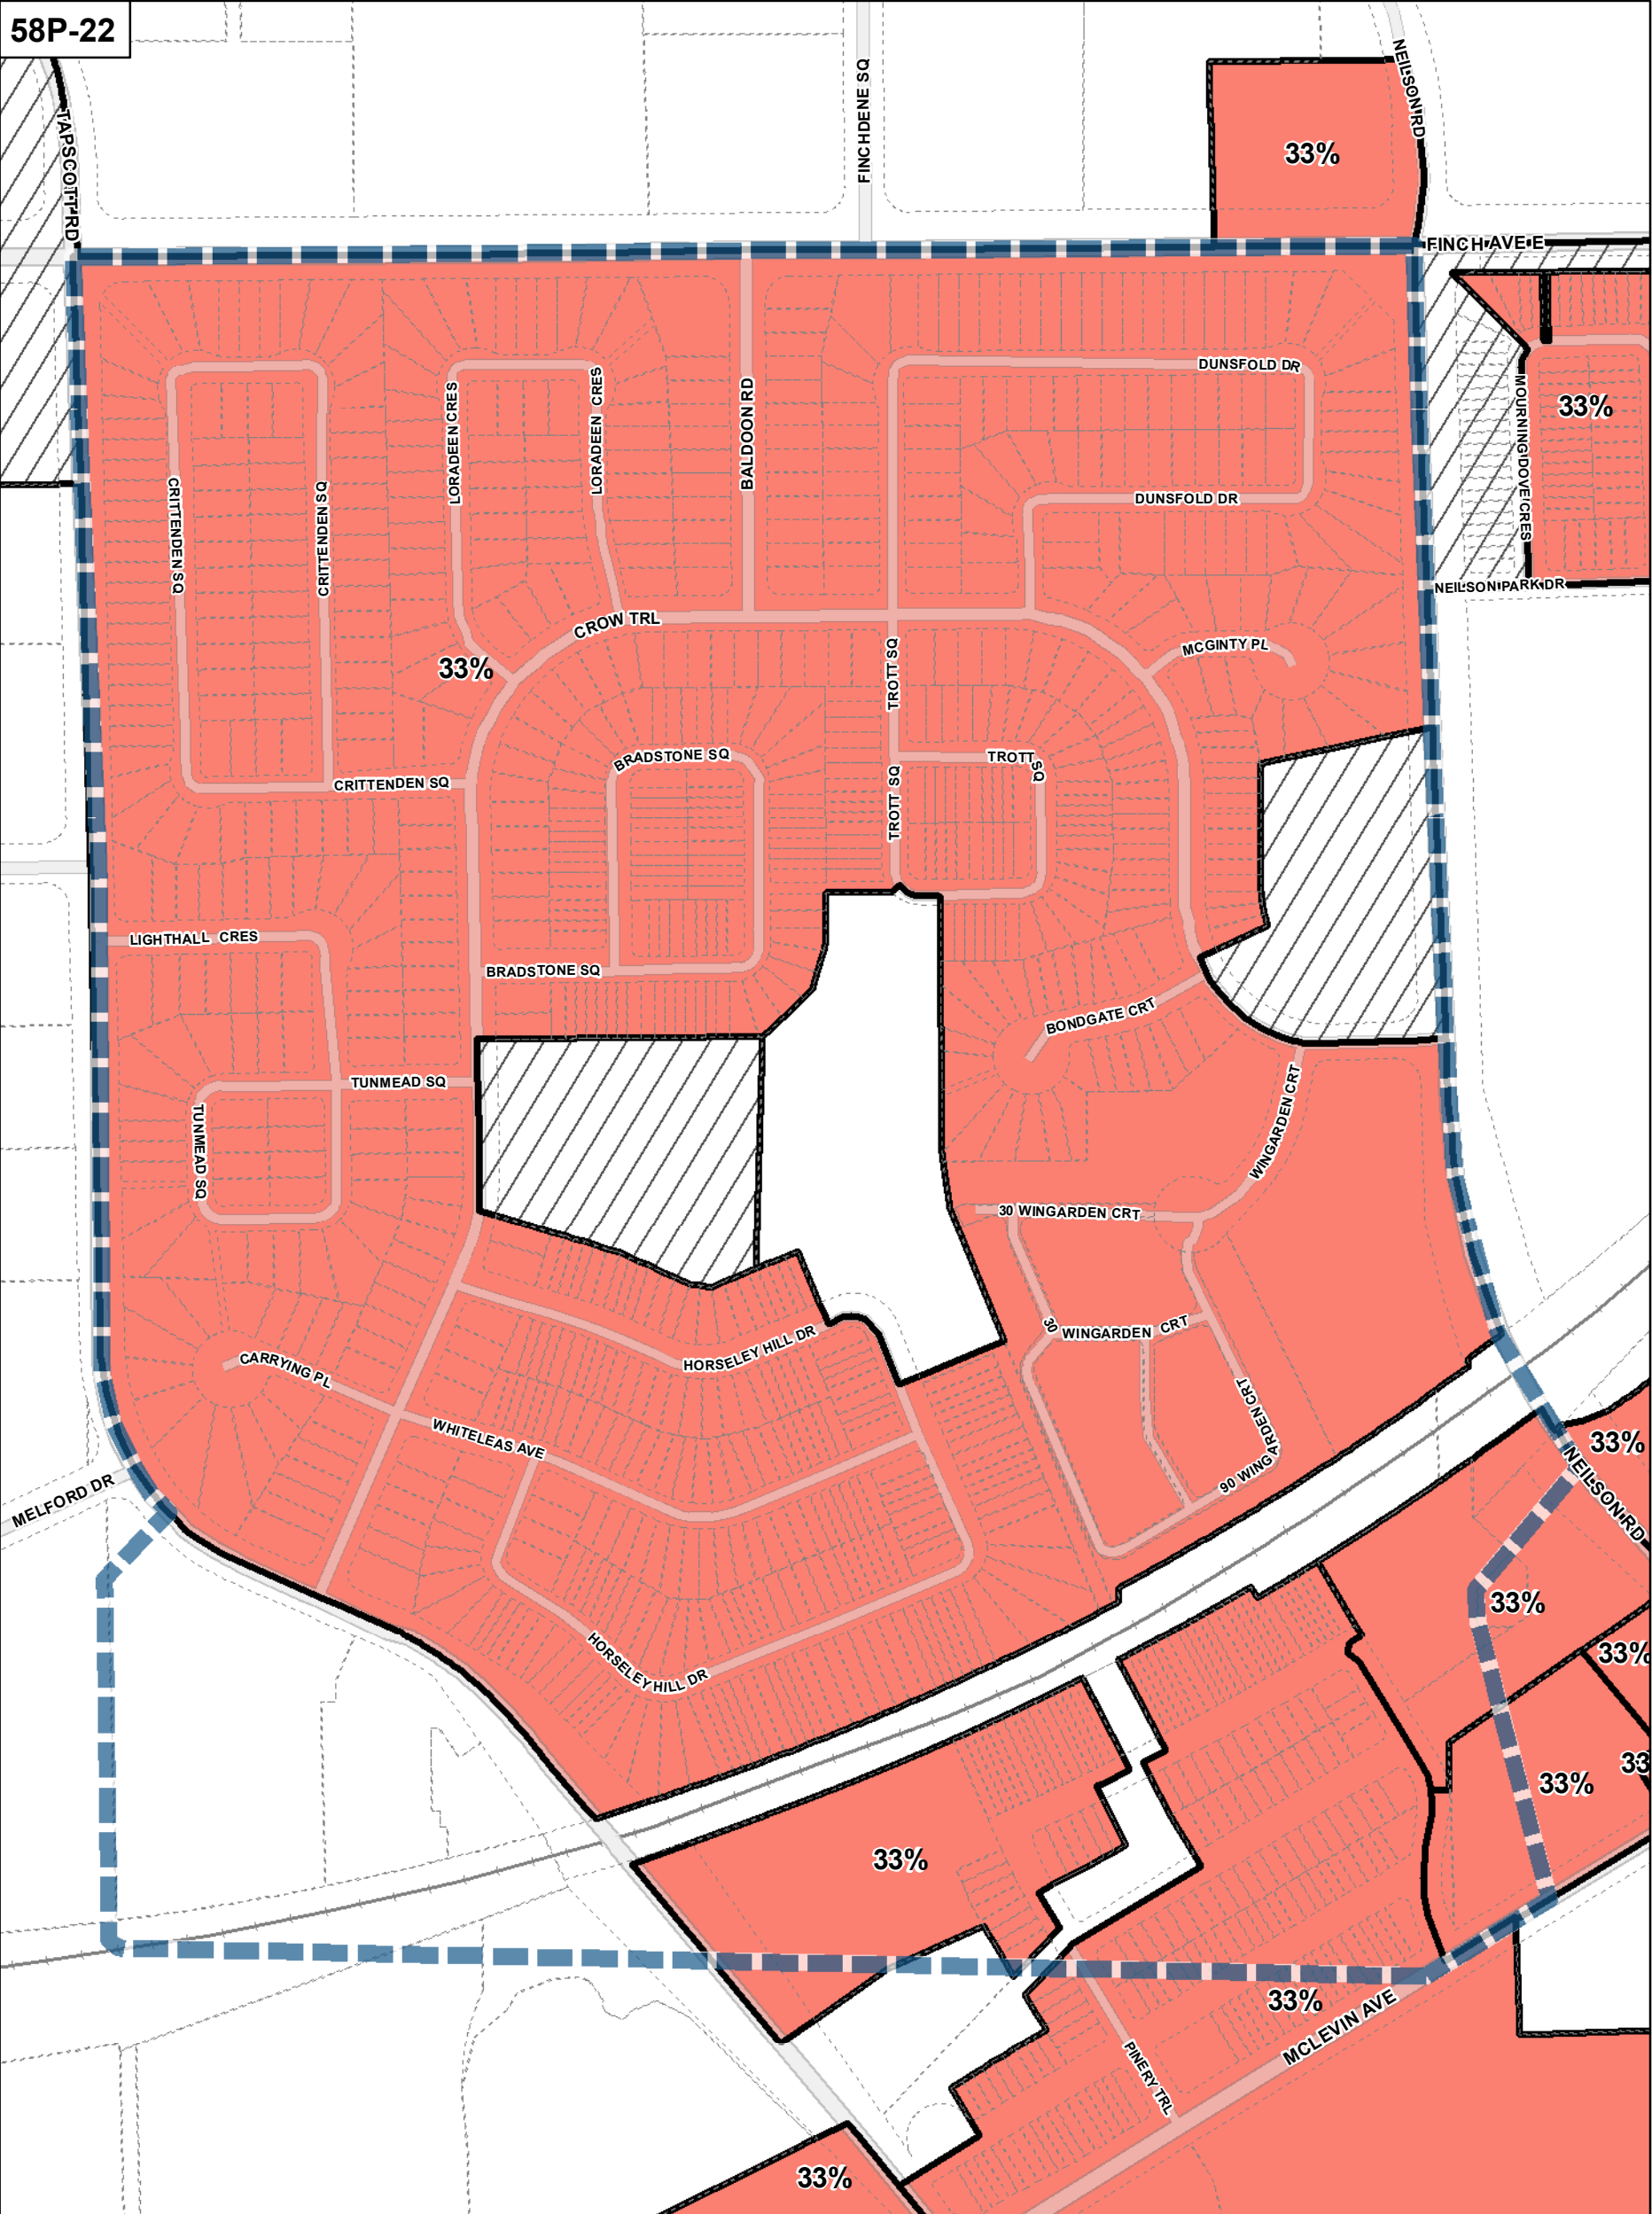 58P-22
TAPSCOTT RD
FINCHDENE SQ
NEILSON RD
33%
FINCH AVE E
DUNSFOLD DR
LORADEEN CRES
LORADEEN CRES
BALDOON RD
MOURNING DOVE CRES
33%
CRITTENDEN SQ
CRITTENDEN SQ
DUNSFOLD DR
NEILSON PARK DR
CROW TRL
33%
TROTT SQ
MCGINTY PL
BRADSTONE SQ
TROTT SQ
CRITTENDEN SQ
TROTT SQ
LIGHTHALL CRES
BRADSTONE SQ
BONDGATE CRT
TUNMEAD SQ
TUNMEAD SQ
WINGARDEN CRT
30 WINGARDEN CRT
30 WINGARDEN CRT
HORSELEY HILL DR
CARRYING PL
WHITELEAS AVE
90 WINGARDEN CRT
33%
MELFORD DR
NEILSON RD
33%
HORSELEY HILL DR
33%
33%
33
33%
33%
MCLEVIN AVE
PINERY TRL
33%